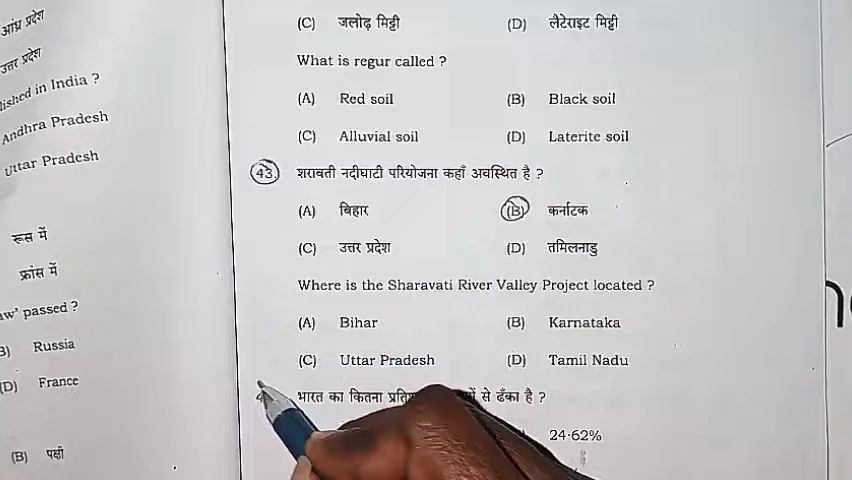 आंध्र प्रदेश
उत्तर प्रदेश
lished in India ?
Andhra Pradesh
Uttar Pradesh
रूस में
फ्रांस में
aw' passed ?
B) Russia
(D) France
(B) पक्षी
(C) जलोढ़ मिट्टी (D) लैटेराइट मिट्टी
What is regur called ?
(A) Red soil (B) Black soil
(C) Alluvial soil (D) Laterite soil
43. शरावती नदीघाटी परियोजना कहाँ अवस्थित है ?
(A) बिहार (B) कर्नाटक
(C) उत्तर प्रदेश (D) तमिलनाडु
Where is the Sharavati River Valley Project located ?
(A) Bihar (B) Karnataka
(C) Uttar Pradesh (D) Tamil Nadu
भारत का कितना से ढँका है ?
24·62%